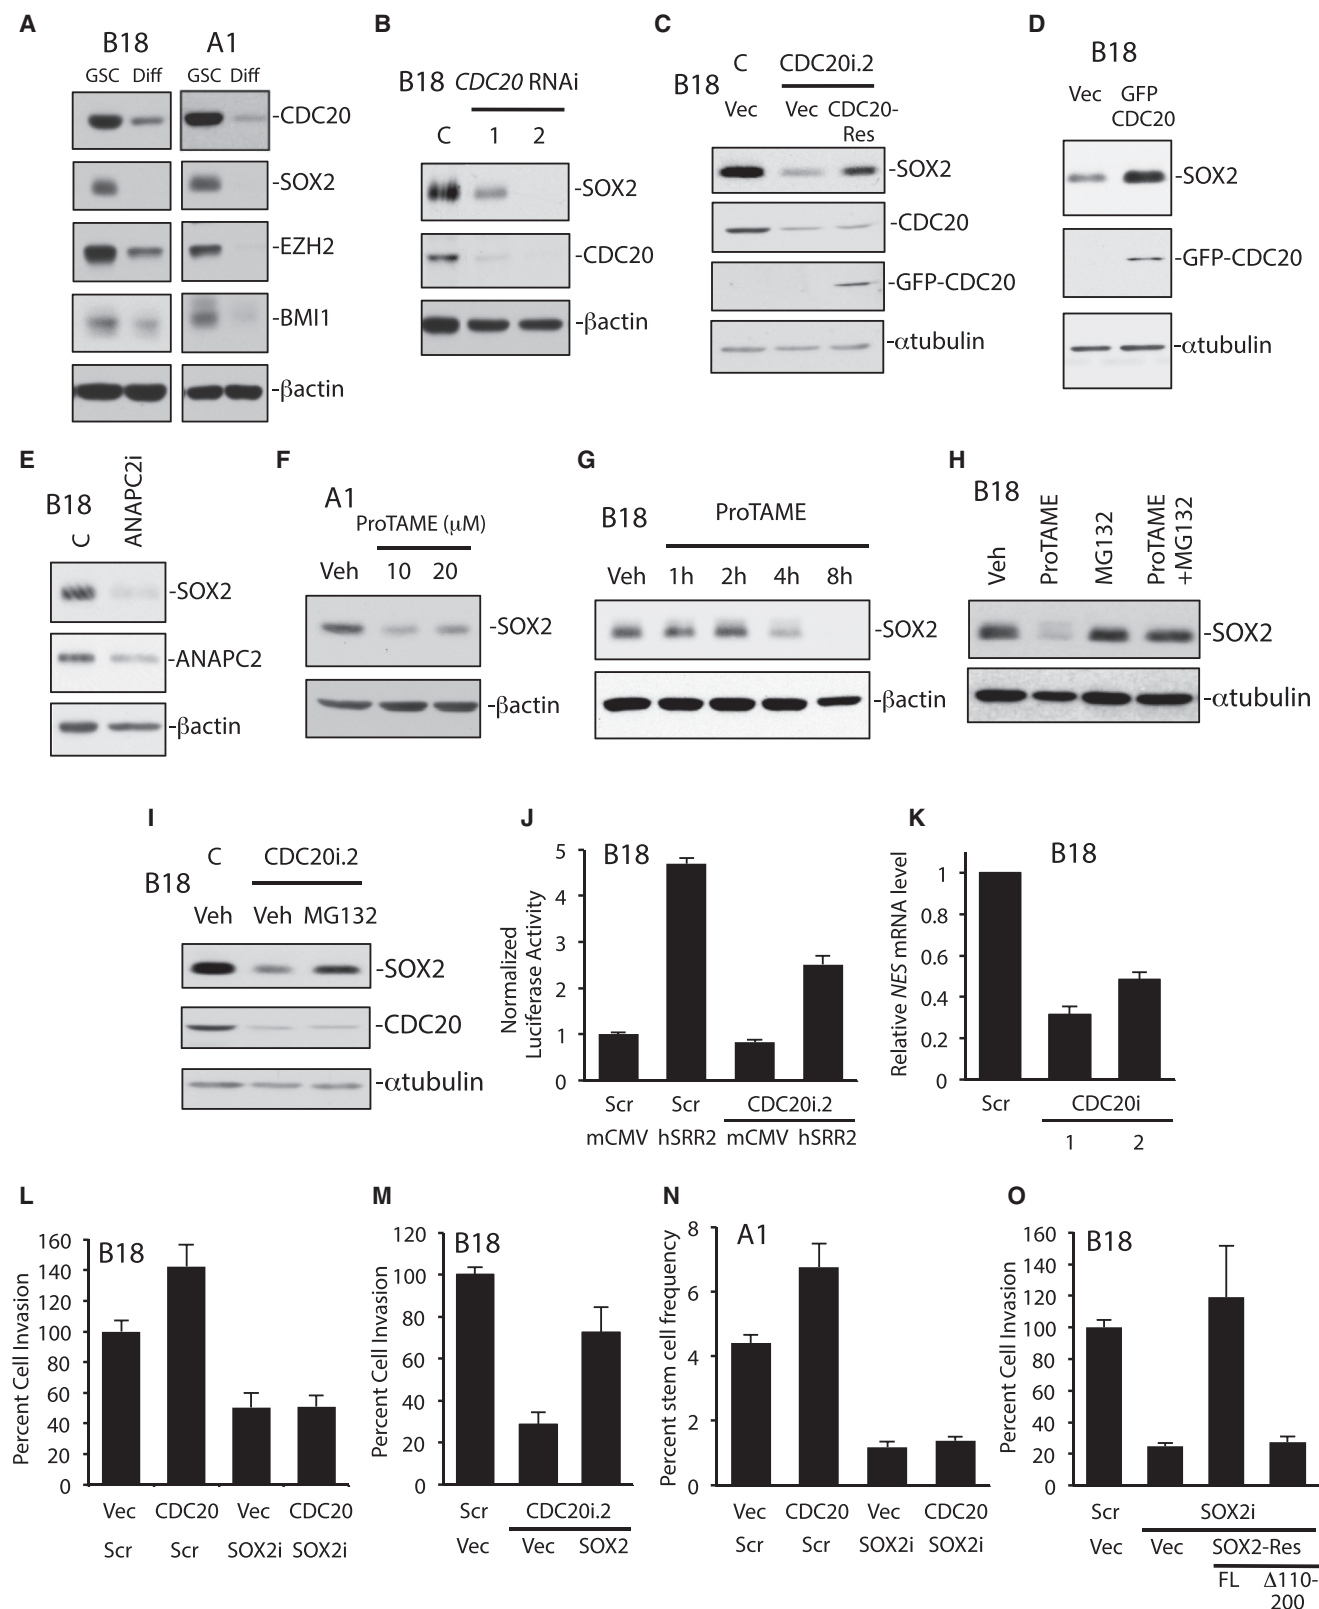 A
B18 A1
GSC Diff GSC Diff
-CDC20
-SOX2
-EZH2
-BMI1
-βactin
B
B18 CDC20 RNAi
C 1 2
-SOX2
-CDC20
-βactin
C
C CDC20i.2
B18
Vec Vec CDC20-
Res
-SOX2
-CDC20
-GFP-CDC20
-αtubulin
D
B18
Vec GFP
CDC20
-SOX2
-GFP-CDC20
-αtubulin
E
B18
C ANAPC2i
-SOX2
-ANAPC2
-βactin
F
A1
ProTAME (μM)
Veh 10 20
-SOX2
-βactin
G
B18 ProTAME
Veh 1h 2h 4h 8h
-SOX2
-βactin
H
B18
Veh ProTAME MG132 ProTAME
+MG132
-SOX2
-αtubulin
I
C CDC20i.2
B18
Veh Veh MG132
-SOX2
-CDC20
-αtubulin
J
B18
Normalized
Luciferase Activity
5
4
3
2
1
0
Scr Scr CDC20i.2
mCMV hSRR2 mCMV hSRR2
K
B18
Relative NES mRNA level
1
0.8
0.6
0.4
0.2
0
Scr CDC20i
1 2
L
B18
Percent Cell Invasion
160
140
120
100
80
60
40
20
0
Vec CDC20 Vec CDC20
Scr Scr SOX2i SOX2i
M
B18
Percent Cell Invasion
120
100
80
60
40
20
0
Scr CDC20i.2
Vec Vec SOX2
N
A1
Percent stem cell frequency
8
6
4
2
0
Vec CDC20 Vec CDC20
Scr Scr SOX2i SOX2i
O
B18
Percent Cell Invasion
160
140
120
100
80
60
40
20
0
Scr SOX2i
Vec Vec SOX2-Res
FL Δ110-
200